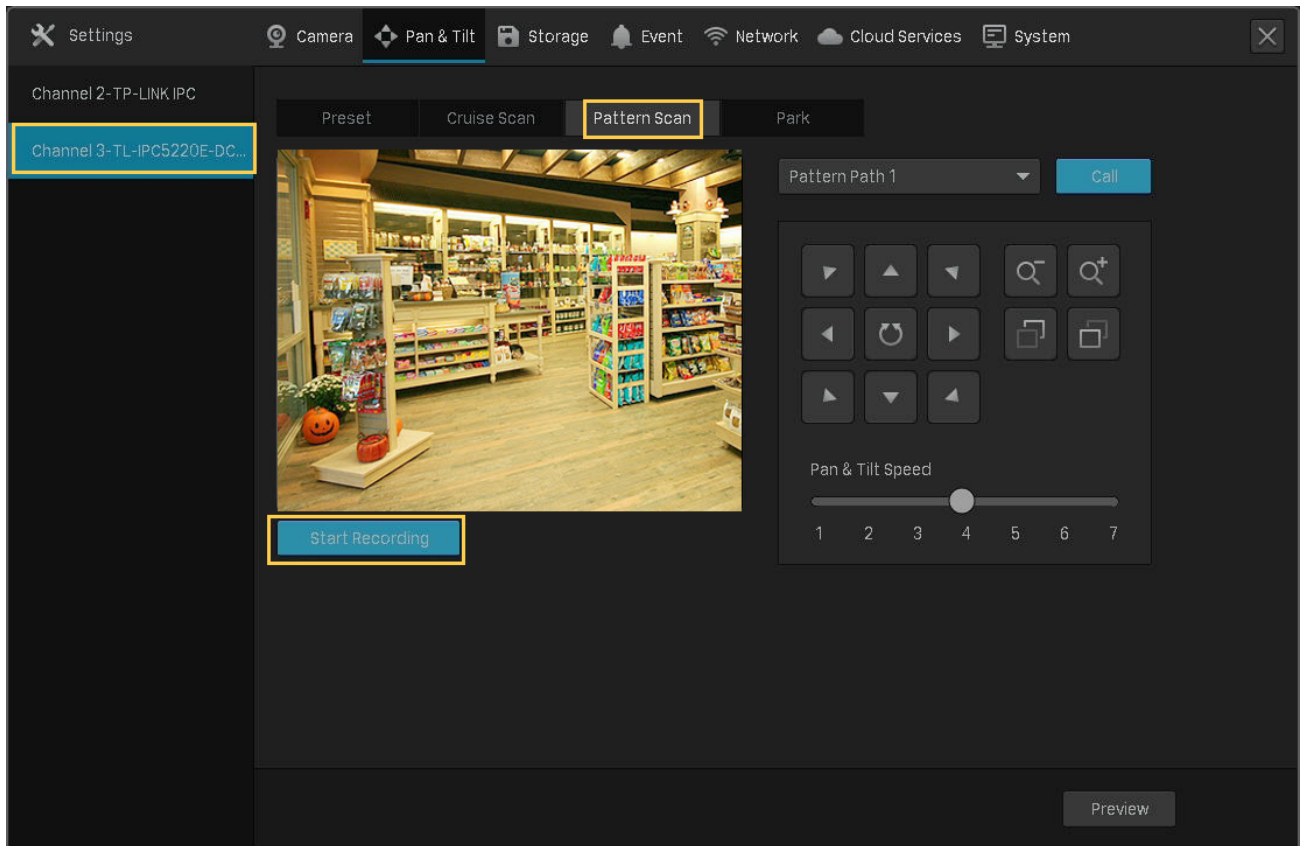 Settings
Camera
Pan & Tilt
Storage
Event
Network
Cloud Services
System
Channel 2-TP-LINK IPC
Channel 3-TL-IPC5220E-DC...
Preset
Cruise Scan
Pattern Scan
Park
Pattern Path 1
Call
Pan & Tilt Speed
1 2 3 4 5 6 7
Start Recording
Preview